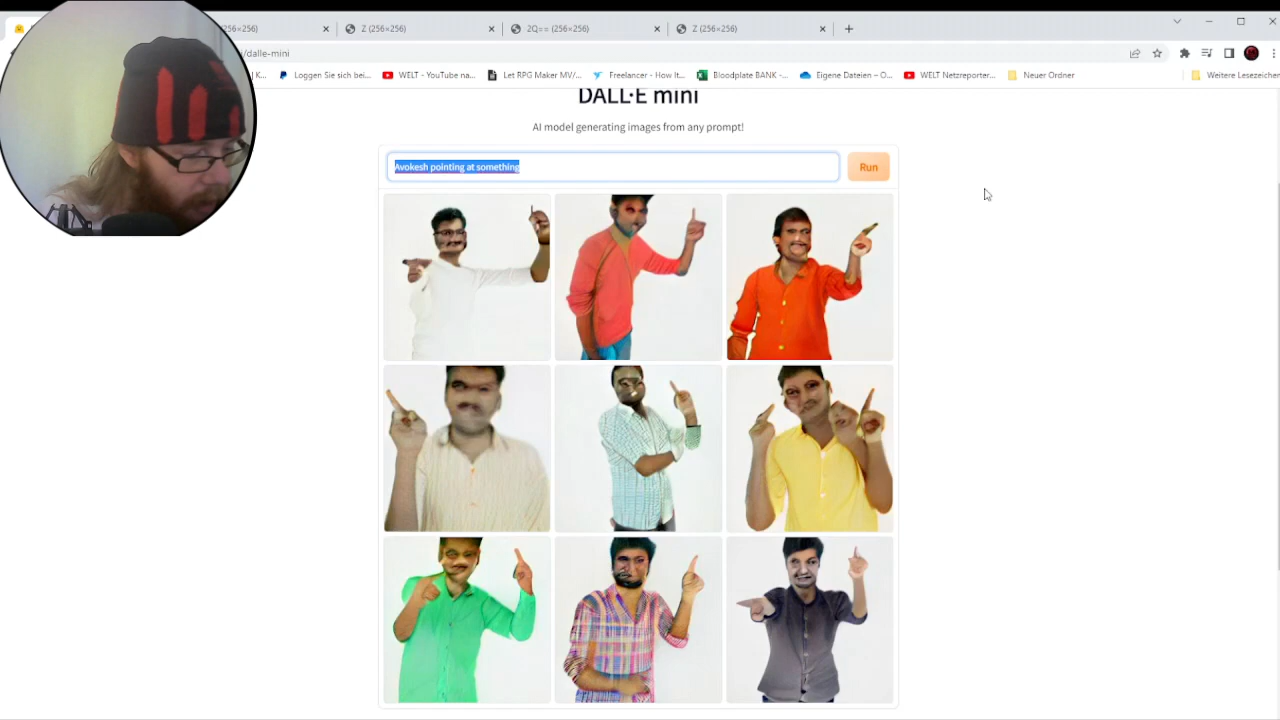 (256×256)
Z (256×256)
2Q== (256×256)
Z (256×256)
/dalle-mini
K...
Loggen Sie sich bei...
WELT - YouTube na...
Let RPG Maker MV/...
Freelancer - How It...
Bloodplate BANK -...
Eigene Dateien – O...
WELT Netzreporter...
Neuer Ordner
Weitere Lesezeichen
DALL·E mini
AI model generating images from any prompt!
Avokesh pointing at something
Run